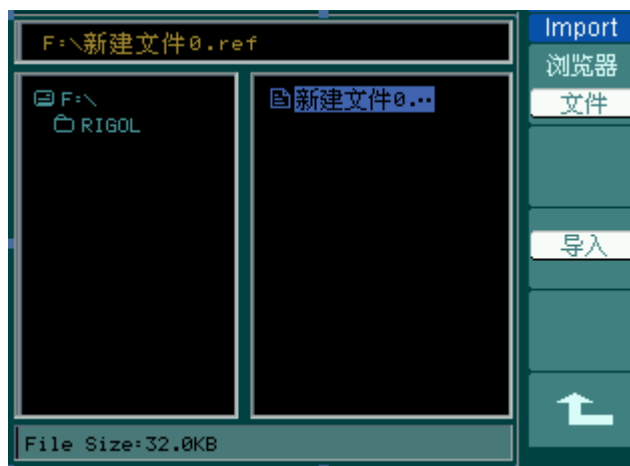 F:\新建文件0.ref
F:\
RIGOL
新建文件0.··
File Size:32.0KB
Import
浏览器
文件
导入